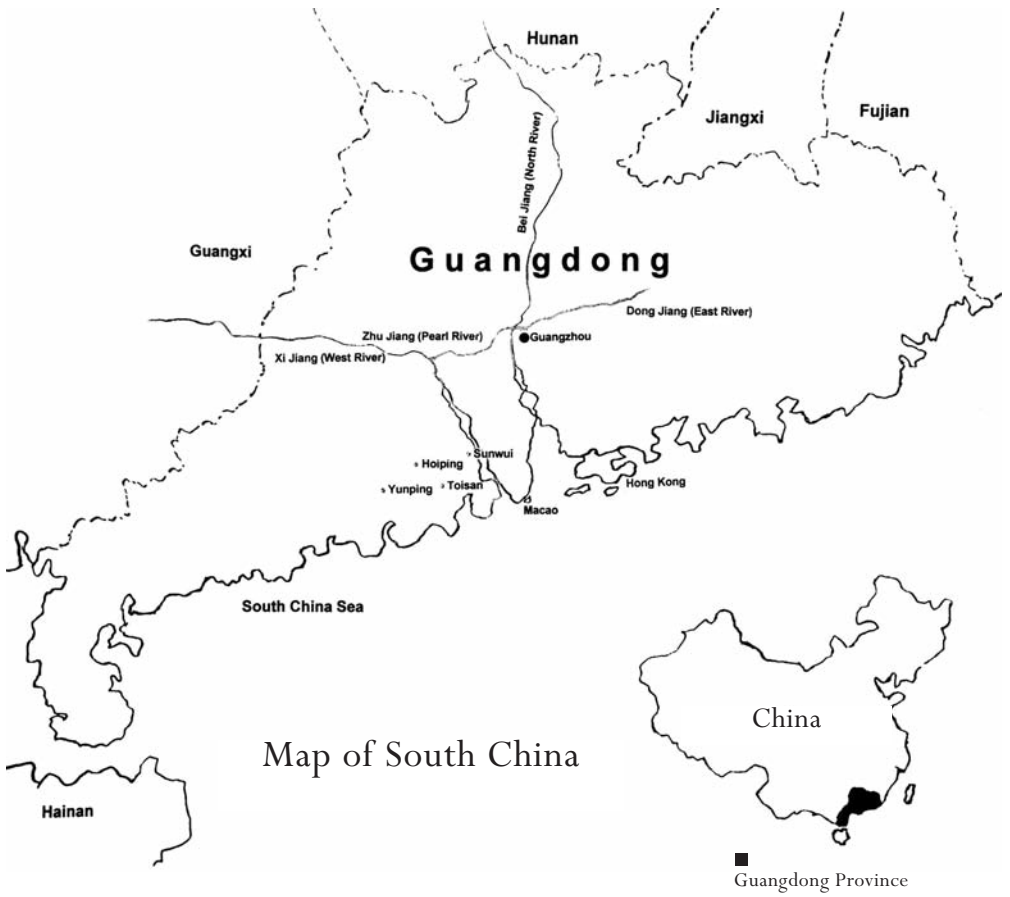 Hunan
Jiangxi
Fujian
Bei Jiang (North River)
Guangxi
Guangdong
Dong Jiang (East River)
Zhu Jiang (Pearl River)
Guangzhou
Xi Jiang (West River)
Sunwui
Hoiping
Yunping
Toisan
Hong Kong
Macao
South China Sea
China
Map of South China
Hainan
Guangdong Province